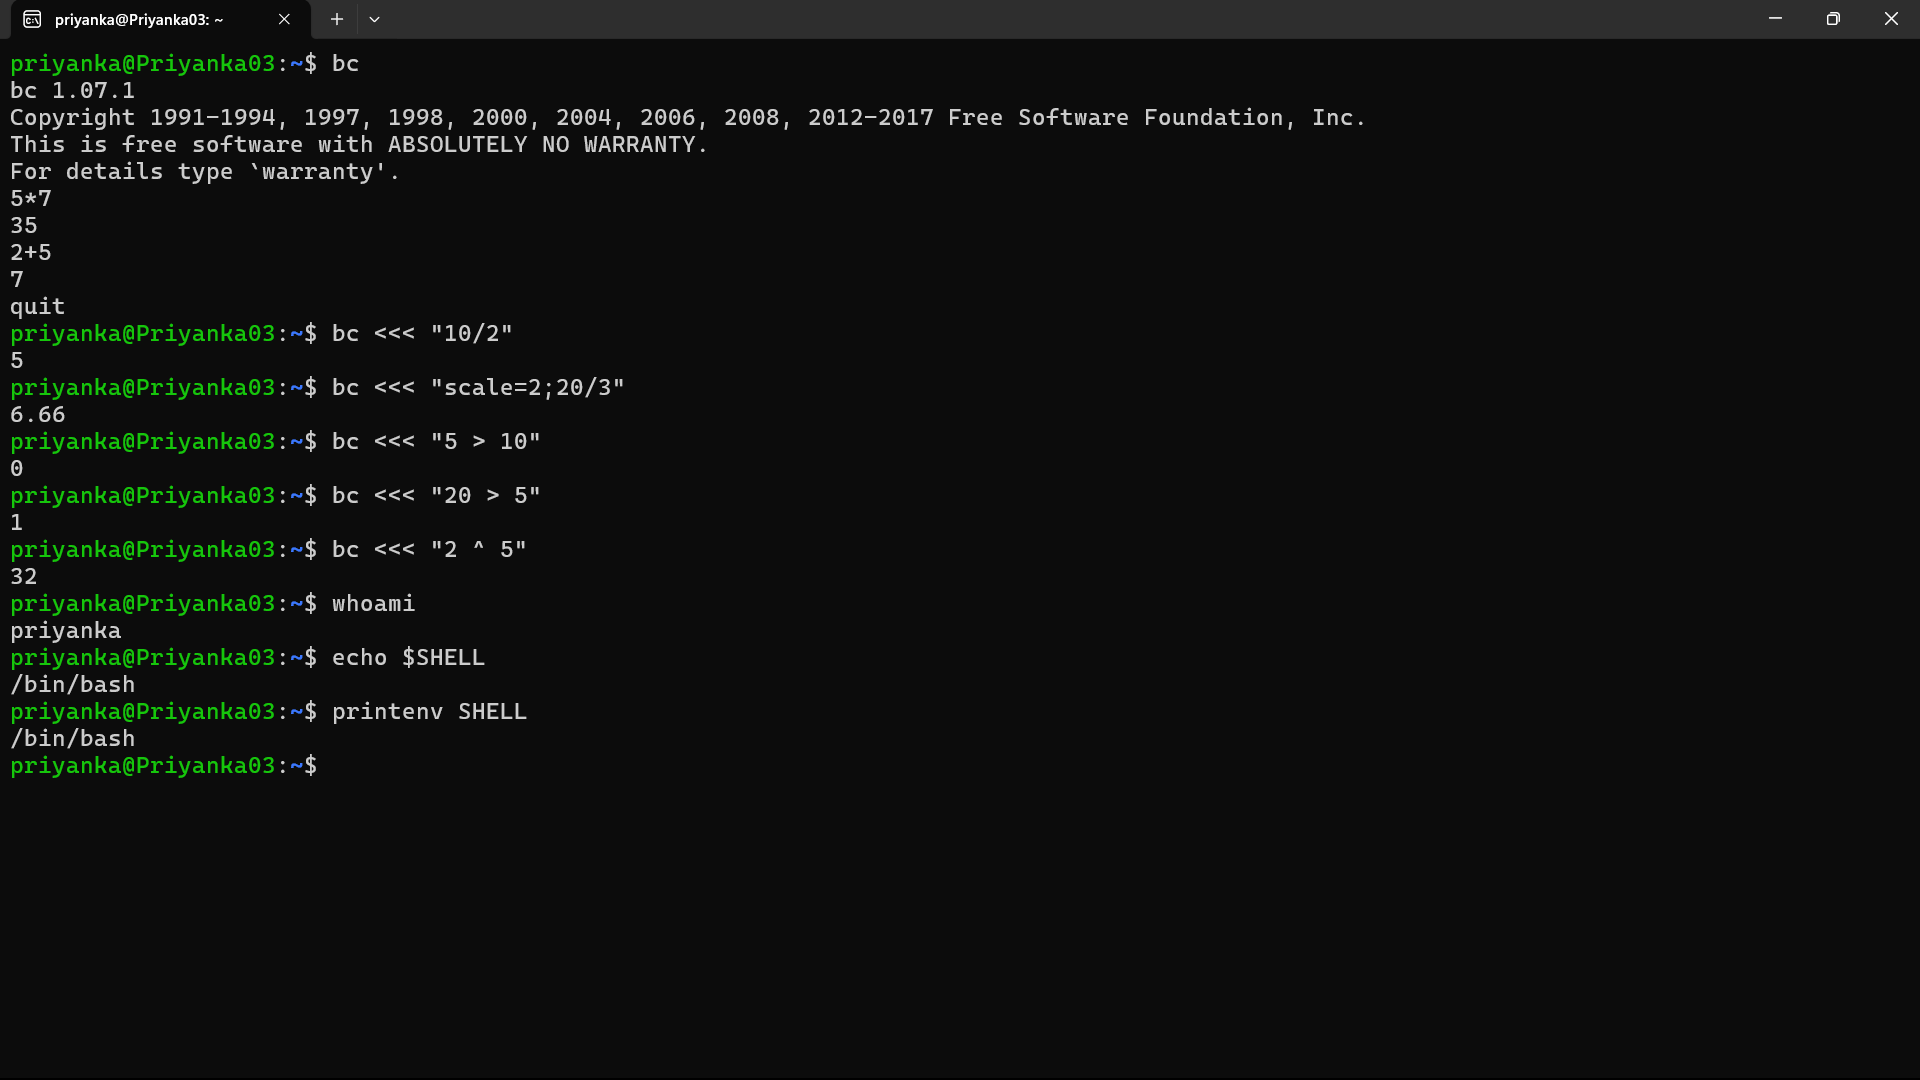 priyanka@Priyanka03: ~
priyanka@Priyanka03:~$ bc
bc 1.07.1
Copyright 1991-1994, 1997, 1998, 2000, 2004, 2006, 2008, 2012-2017 Free Software Foundation, Inc.
This is free software with ABSOLUTELY NO WARRANTY.
For details type `warranty'.
5*7
35
2+5
7
quit
priyanka@Priyanka03:~$ bc <<< "10/2"
5
priyanka@Priyanka03:~$ bc <<< "scale=2;20/3"
6.66
priyanka@Priyanka03:~$ bc <<< "5 > 10"
0
priyanka@Priyanka03:~$ bc <<< "20 > 5"
1
priyanka@Priyanka03:~$ bc <<< "2 ^ 5"
32
priyanka@Priyanka03:~$ whoami
priyanka
priyanka@Priyanka03:~$ echo $SHELL
/bin/bash
priyanka@Priyanka03:~$ printenv SHELL
/bin/bash
priyanka@Priyanka03:~$